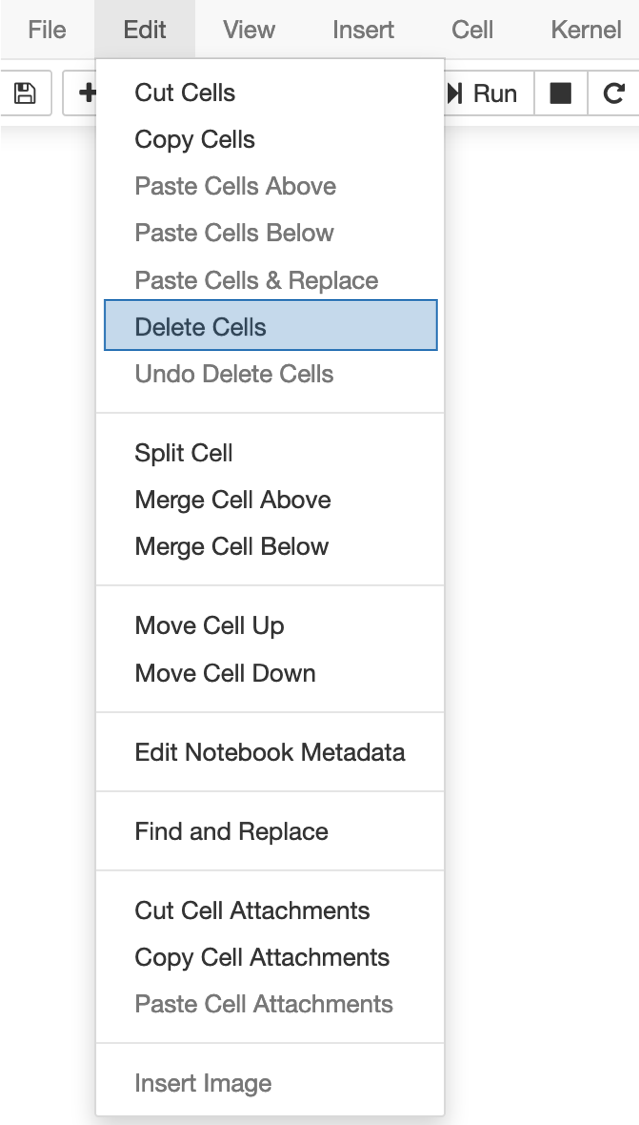 File Edit View Insert Cell Kernel
Run
Cut Cells
Copy Cells
Paste Cells Above
Paste Cells Below
Paste Cells & Replace
Delete Cells
Undo Delete Cells
Split Cell
Merge Cell Above
Merge Cell Below
Move Cell Up
Move Cell Down
Edit Notebook Metadata
Find and Replace
Cut Cell Attachments
Copy Cell Attachments
Paste Cell Attachments
Insert Image